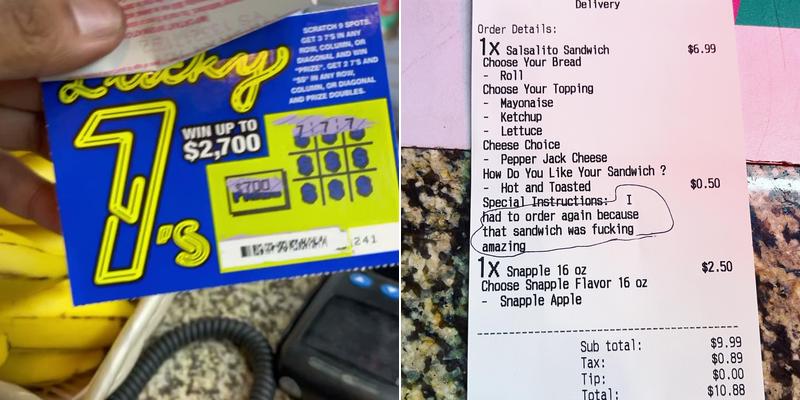 Lucky
7's
WIN UP TO
$2,700
SCRATCH 9 SPOTS.
GET 3 7'S IN ANY
ROW, COLUMN, OR
DIAGONAL AND WIN
"PRIZE". GET 2 7'S AND
"$D" IN ANY ROW,
COLUMN, OR DIAGONAL
AND PRIZE DOUBLES.
7 7 7
$700
241
Delivery
Order Details:
1X Salsalito Sandwich $6.99
Choose Your Bread
- Roll
Choose Your Topping
- Mayonaise
- Ketchup
- Lettuce
Cheese Choice
- Pepper Jack Cheese
How Do You Like Your Sandwich ?
- Hot and Toasted $0.50
Special Instructions: I
had to order again because
that sandwich was fucking
amazing
1X Snapple 16 oz $2.50
Choose Snapple Flavor 16 oz
- Snapple Apple
Sub total: $9.99
Tax: $0.89
Tip: $0.00
Total: $10.88